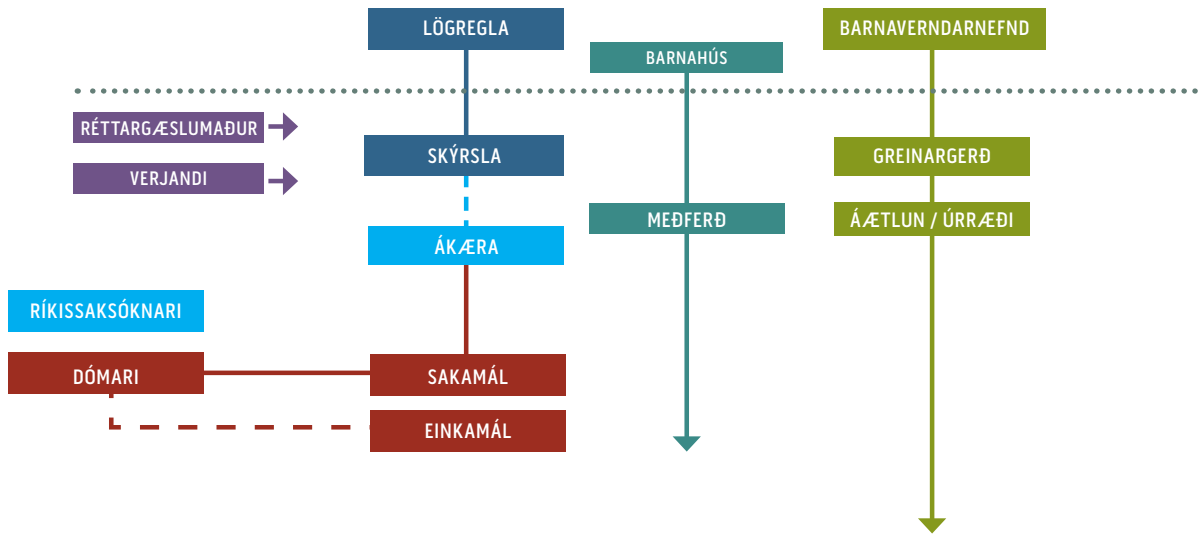 LÖGREGLA
BARNAHÚS
BARNAVERNDARNEFND
RÉTTARGÆSLUMAÐUR
VERJANDI
SKÝRSLA
GREINARGERÐ
MEÐFERÐ
ÁÆTLUN / ÚRRÆÐI
ÁKÆRA
RÍKISSAKSÓKNARI
DÓMARI
SAKAMÁL
EINKAMÁL